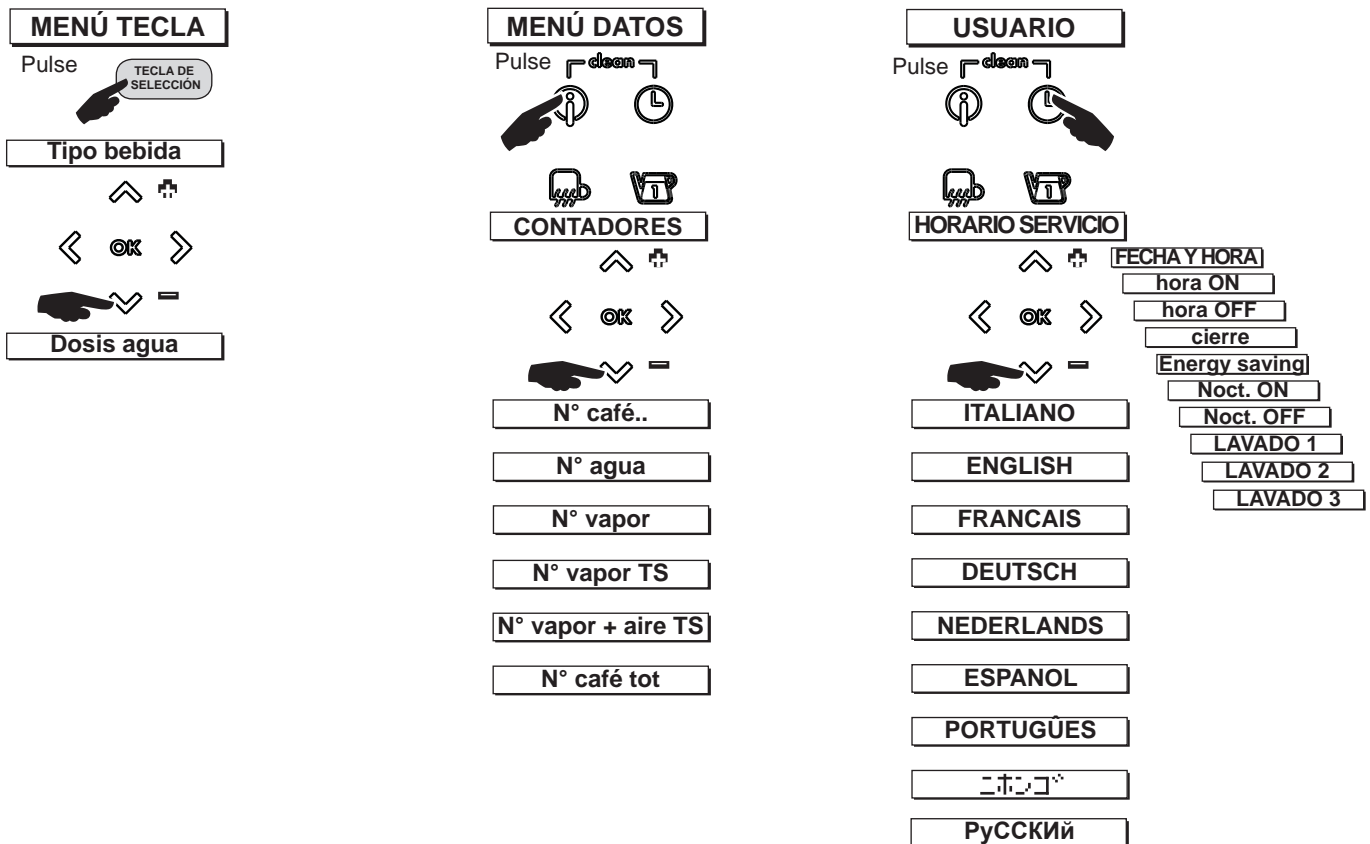 MENÚ TECLA
Pulse
TECLA DE
SELECCIÓN
Tipo bebida
OK
Dosis agua
MENÚ DATOS
Pulse
clean
1
CONTADORES
OK
N° café..
N° agua
N° vapor
N° vapor TS
N° vapor + aire TS
N° café tot
USUARIO
Pulse
clean
1
HORARIO SERVICIO
OK
FECHA Y HORA
hora ON
hora OFF
cierre
Energy saving
Noct. ON
Noct. OFF
LAVADO 1
LAVADO 2
LAVADO 3
ITALIANO
ENGLISH
FRANCAIS
DEUTSCH
NEDERLANDS
ESPANOL
PORTUGÛES
ニホンゴ
РуССКИй